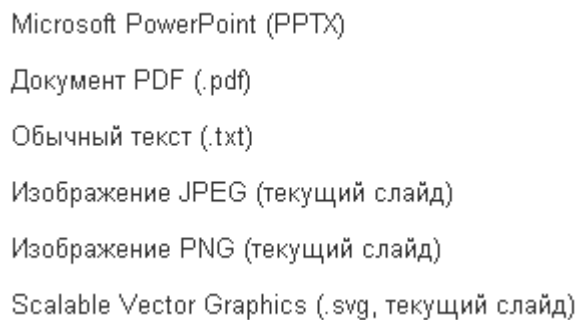 Microsoft PowerPoint (PPTX)
Документ PDF (.pdf)
Обычный текст (.txt)
Изображение JPEG (текущий слайд)
Изображение PNG (текущий слайд)
Scalable Vector Graphics (.svg, текущий слайд)